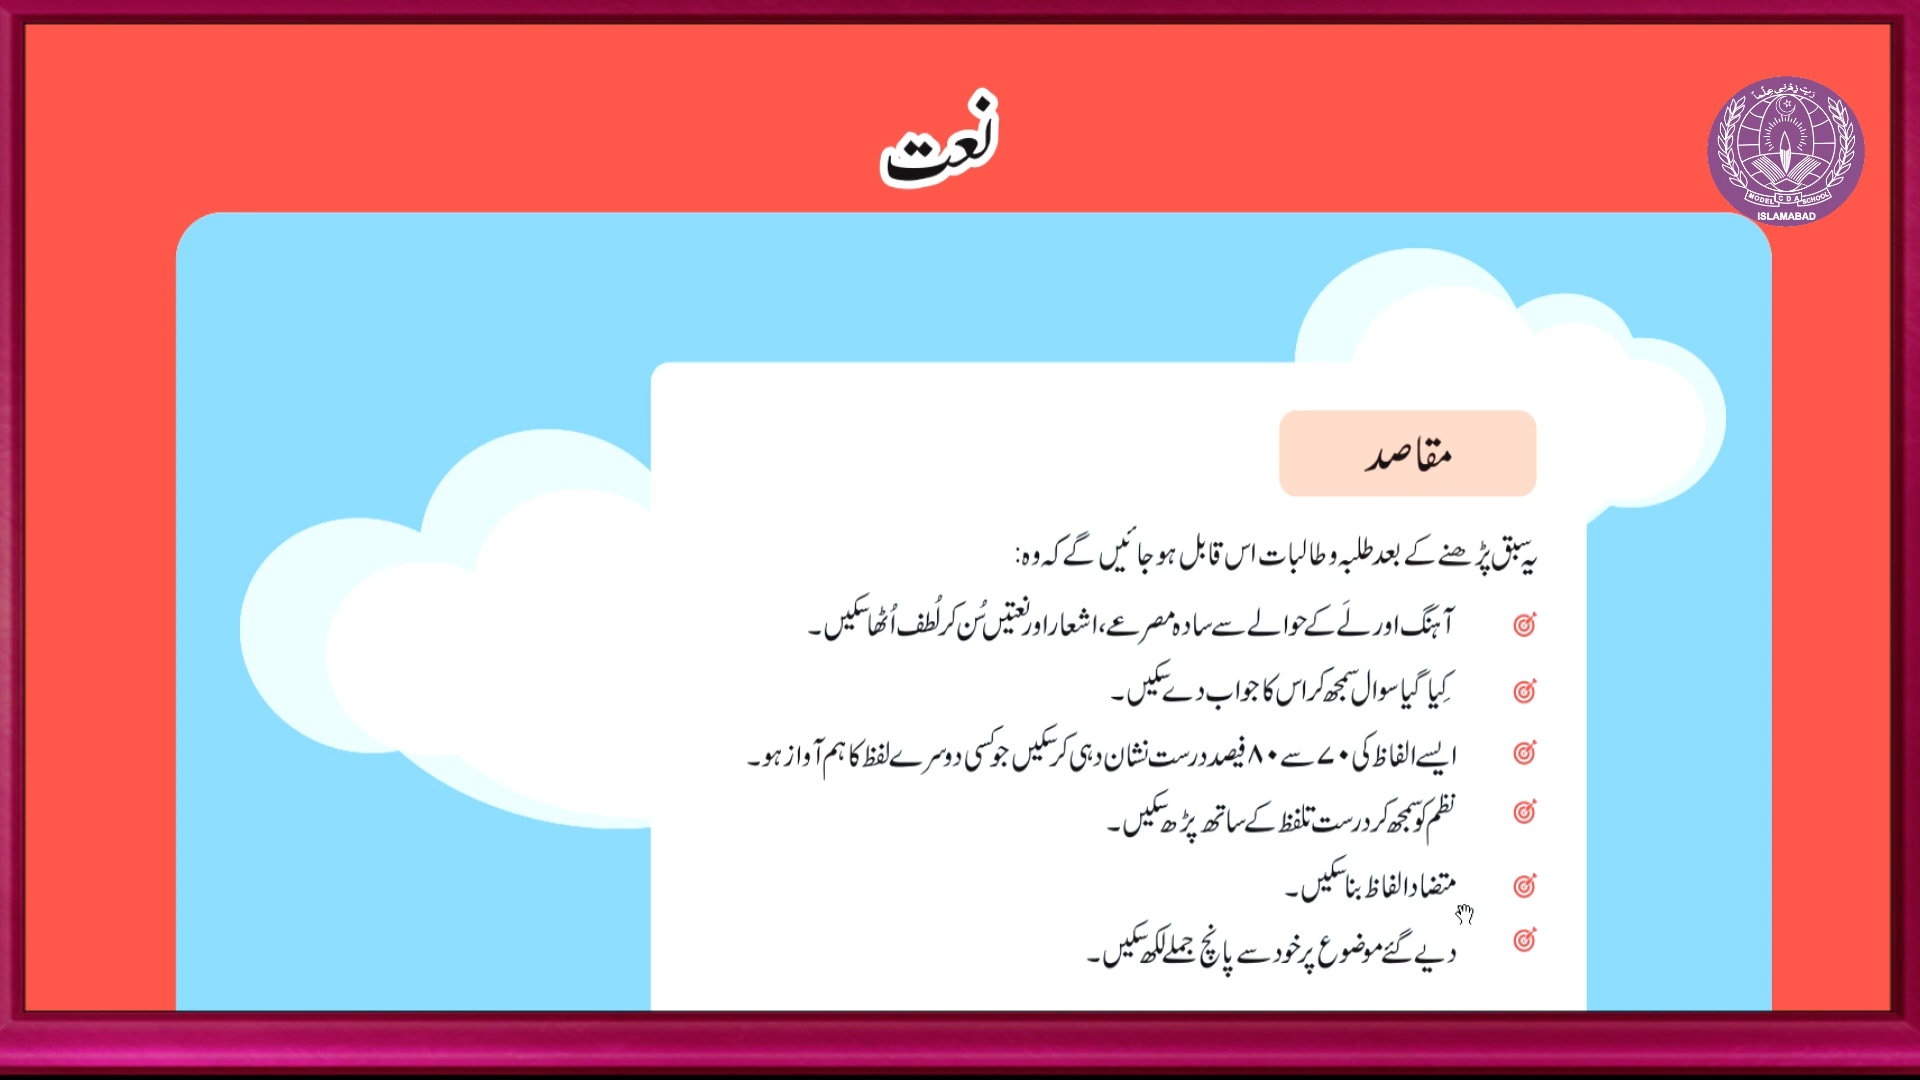 نعت
MODEL CDA SCHOOL
ISLAMABAD
مقاصد
یہ سبق پڑھنے کے بعد طلبہ و طالبات اس قابل ہو جائیں گے کہ وہ:
آہنگ اور لَے کے حوالے سے سادہ مصرعے، اشعار اور نعتیں سُن کر لُطف اُٹھا سکیں۔
کِیا گیا سوال سمجھ کر اس کا جواب دے سکیں۔
ایسے الفاظ کی ۷۰ سے ۸۰ فیصد درست نشان دہی کر سکیں جو کسی دوسرے لفظ کا ہم آواز ہو۔
نظم کو سمجھ کر درست تلفظ کے ساتھ پڑھ سکیں۔
متضاد الفاظ بنا سکیں۔
دیے گئے موضوع پر خود سے پانچ جملے لکھ سکیں۔